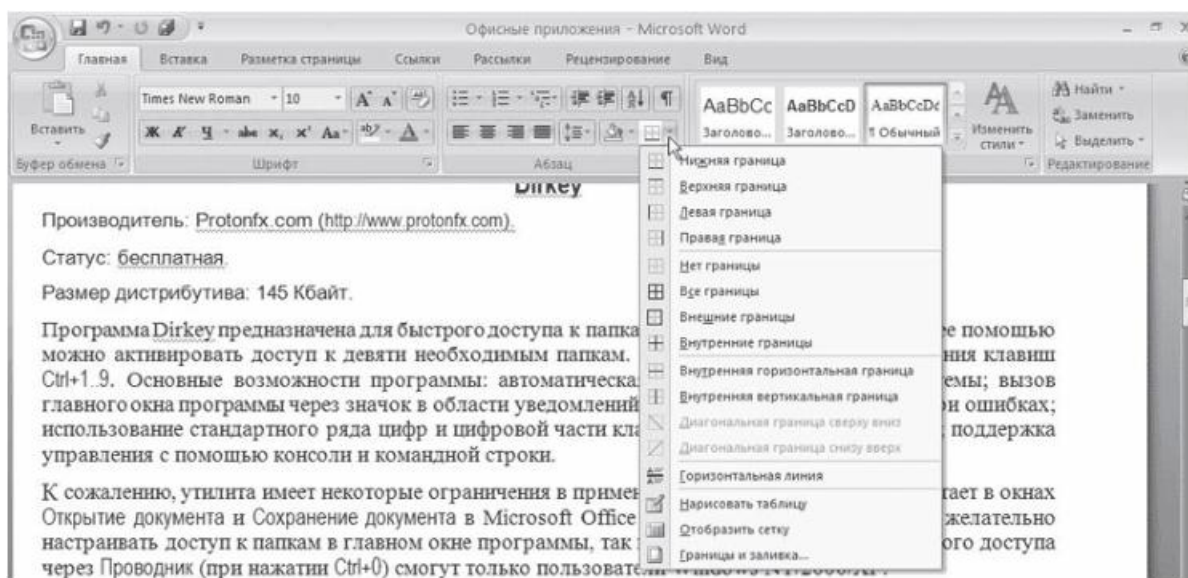 Офисные приложения - Microsoft Word
Главная Вставка Разметка страницы Ссылки Рассылки Рецензирование Вид
Вставить
Буфер обмена
Times New Roman 10
Ж К Ч abc x, x' Aa
Шрифт
Абзац
AaBbCc AaBbCcD AaBbCcDc
Заголово... Заголово... ¶ Обычный
Изменить стили
Найти
Заменить
Выделить
Редактирование
Нижняя граница
Верхняя граница
Левая граница
Правая граница
Нет границы
Все границы
Внешние границы
Внутренние границы
Внутренняя горизонтальная граница
Внутренняя вертикальная граница
Диагональная граница сверху вниз
Диагональная граница снизу вверх
Горизонтальная линия
Нарисовать таблицу
Отобразить сетку
Границы и заливка...
Dirkey
Производитель: Protonfx.com (http://www.protonfx.com).
Статус: бесплатная.
Размер дистрибутива: 145 Кбайт.
Программа Dirkey предназначена для быстрого доступа к папка ее помощью
можно активировать доступ к девяти необходимым папкам. ния клавиш
Ctrl+1..9. Основные возможности программы: автоматическа емы; вызов
главного окна программы через значок в области уведомлений ри ошибках;
использование стандартного ряда цифр и цифровой части кла ; поддержка
управления с помощью консоли и командной строки.
К сожалению, утилита имеет некоторые ограничения в примен тает в окнах
Открытие документа и Сохранение документа в Microsoft Office желательно
настраивать доступ к папкам в главном окне программы, так ого доступа
через Проводник (при нажатии Ctrl+0) смогут только пользователи